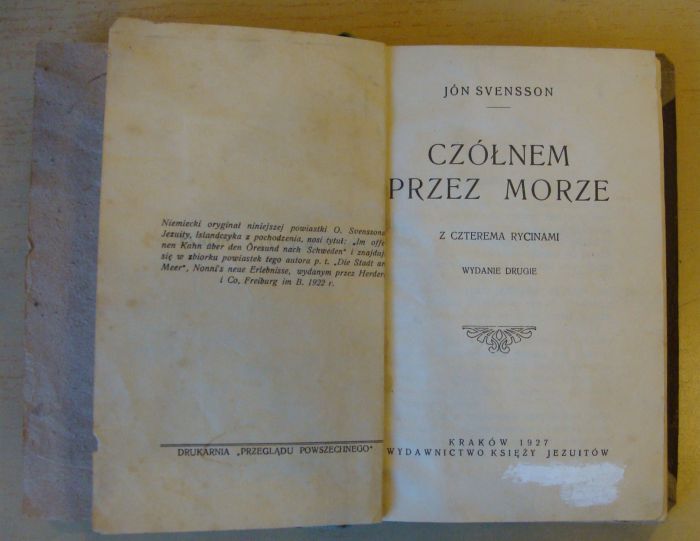 Niemiecki oryginał niniejszej powiastki O. Svenssona
Jezuity, Islandczyka z pochodzenia, nosi tytuł: „Im offe
nen Kahn über den Öresund nach Schweden" i znajduj
się w zbiorku powiastek tego autora p. t. „Die Stadt am
Meer", Nonni's neue Erlebnisse, wydanym przez Herder
i Co, Freiburg im B. 1922 r.
DRUKARNIA „PRZEGLĄDU POWSZECHNEGO"
JÓN SVENSSON
CZÓŁNEM
PRZEZ MORZE
Z CZTEREMA RYCINAMI
WYDANIE DRUGIE
KRAKÓW 1927
WYDAWNICTWO KSIĘŻY JEZUITÓW